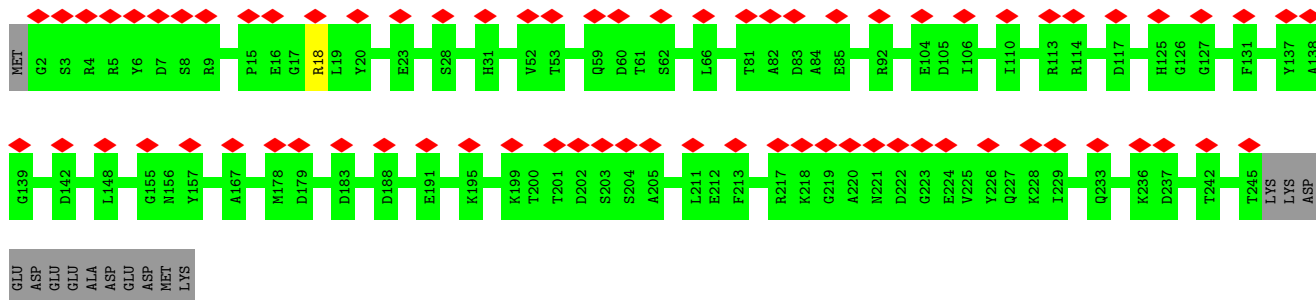 MET G2 S3 R4 R5 Y6 D7 S8 R9 P15 E16 G17 R18 L19 Y20 E23 S28 H31 V52 T53 Q59 D60 T61 S62 L66 T81 A82 D83 A84 E85 R92 E104 D105 I106 I110 R113 R114 D117 H125 G126 G127 F131 Y137 A138
G139 D142 L148 G155 N156 Y157 A167 M178 D179 D183 D188 E191 K195 K199 T200 T201 D202 S203 S204 A205 L211 E212 F213 R217 K218 G219 A220 N221 D222 G223 E224 V225 Y226 Q227 K228 I229 Q233 K236 D237 T242 T245 LYS LYS ASP
GLU ASP GLU GLU ALA ASP GLU ASP MET LYS